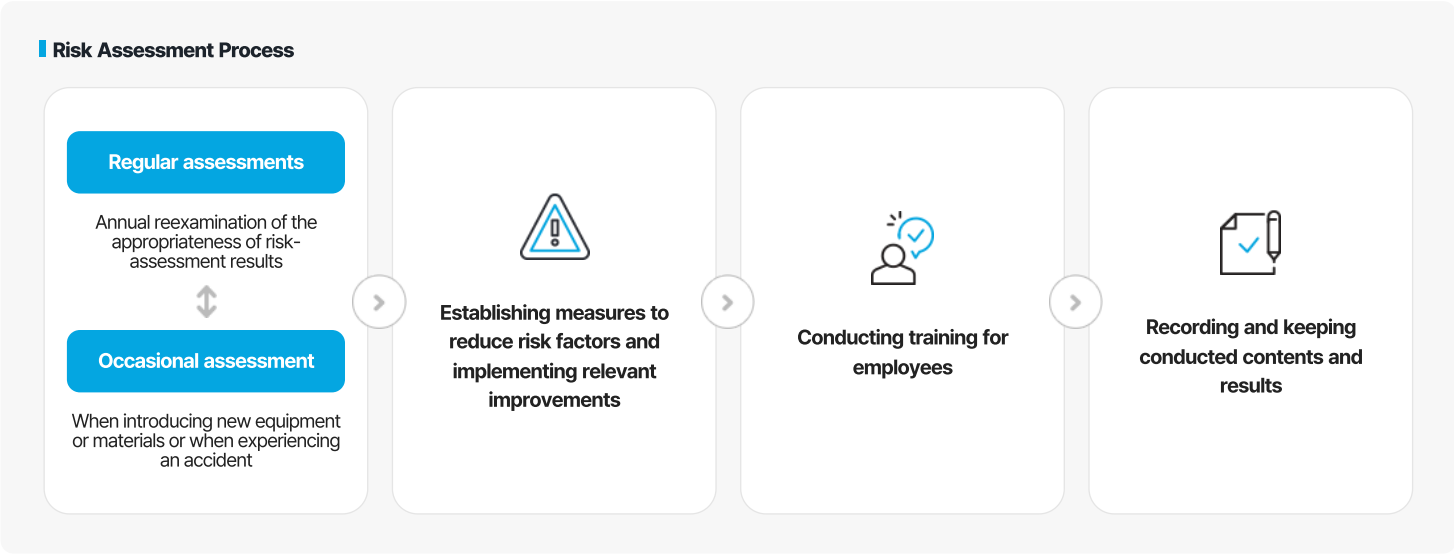 Risk Assessment Process
Regular assessments
Annual reexamination of the
appropriateness of risk-
assessment results
Occasional assessment
When introducing new equipment
or materials or when experiencing
an accident
Establishing measures to
reduce risk factors and
implementing relevant
improvements
Conducting training for
employees
Recording and keeping
conducted contents and
results